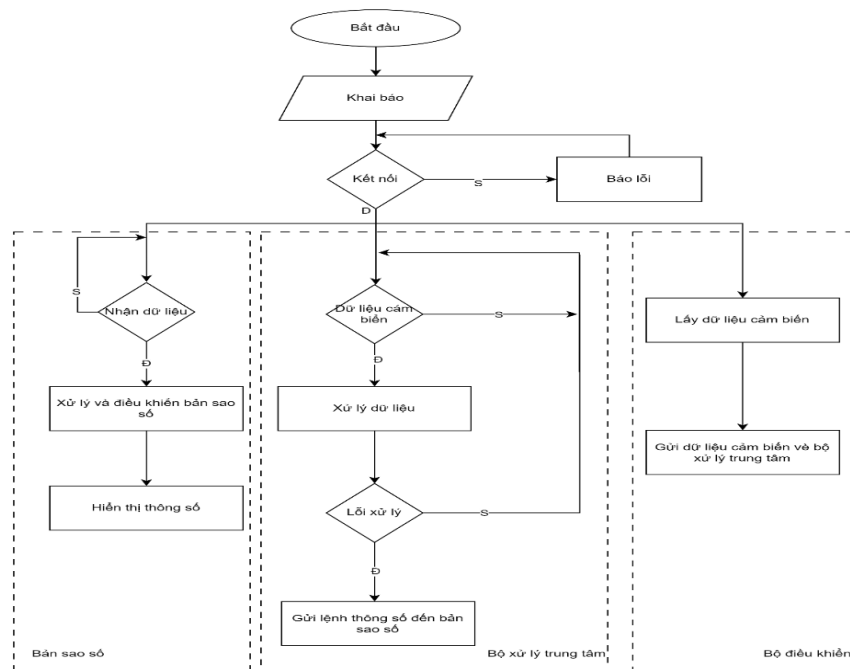 Bắt đầu
Khai báo
Kết nối
S
Báo lỗi
D
S
Nhận dữ liệu
Đ
Xử lý và điều khiển bản sao
số
Hiển thị thông số
Bản sao số
Dữ liệu cảm
biến
S
Đ
Xử lý dữ liệu
Lỗi xử lý
S
Đ
Gửi lệnh thông số đến bản
sao số
Bộ xử lý trung tâm
Lấy dữ liệu cảm biến
Gửi dữ liệu cảm biến về bộ
xử lý trung tâm
Bộ điều khiển